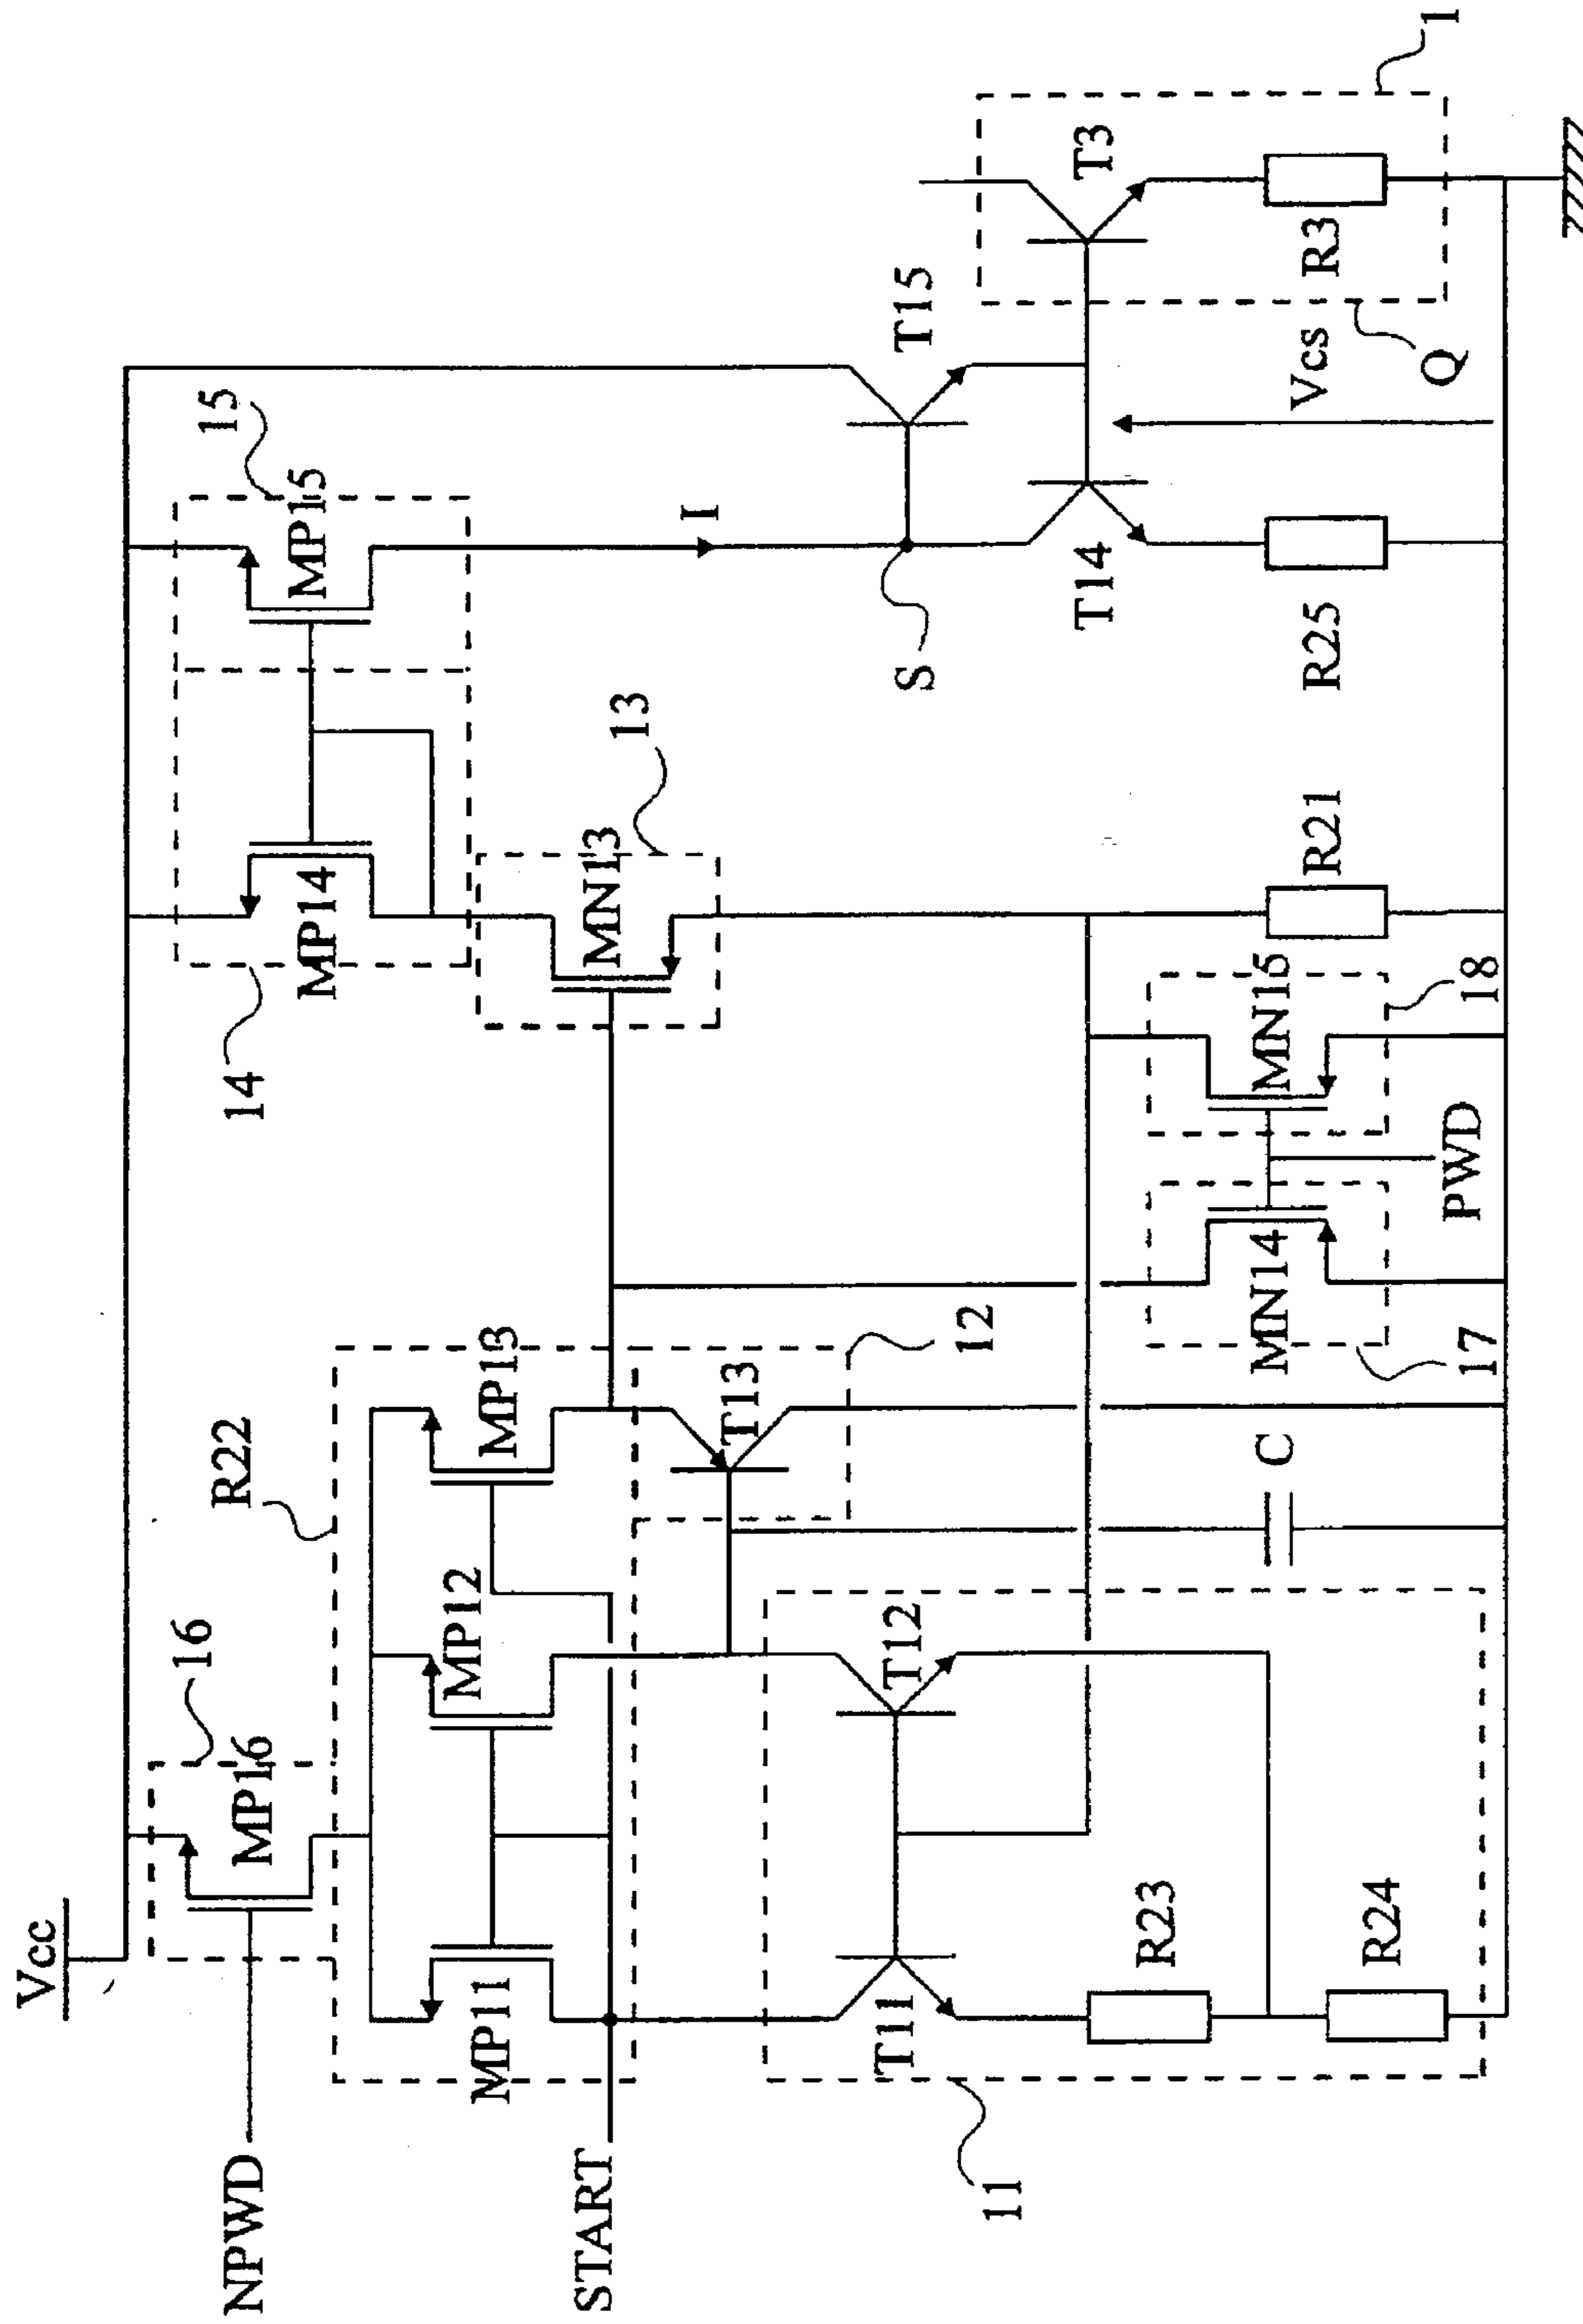 Vcc
NPWD
START
16
MP16
R22
MP11
MP12
MP13
12
T13
11
T11
T12
R23
R24
C
14
MP14
15
MP15
13
MN13
I
S
T15
T14
T3
1
R25
R3
Vcs
Q
R21
MN14
MN15
17
18
PWD